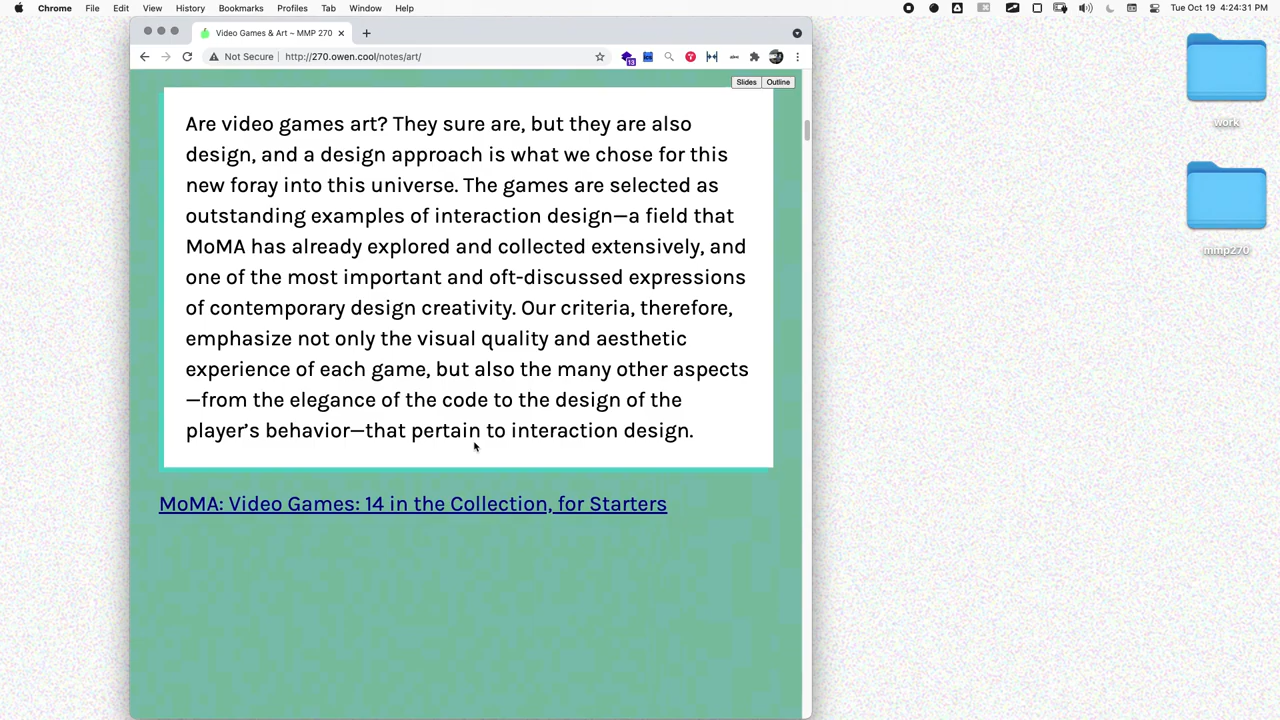 Chrome File Edit View History Bookmarks Profiles Tab Window Help Tue Oct 19 4:24:31 PM
Video Games & Art ~ MMP 270
Not Secure http://270.owen.cool/notes/art/
Slides Outline
Are video games art? They sure are, but they are also
design, and a design approach is what we chose for this
new foray into this universe. The games are selected as
outstanding examples of interaction design—a field that
MoMA has already explored and collected extensively, and
one of the most important and oft-discussed expressions
of contemporary design creativity. Our criteria, therefore,
emphasize not only the visual quality and aesthetic
experience of each game, but also the many other aspects
—from the elegance of the code to the design of the
player’s behavior—that pertain to interaction design.
MoMA: Video Games: 14 in the Collection, for Starters
work
mmp270